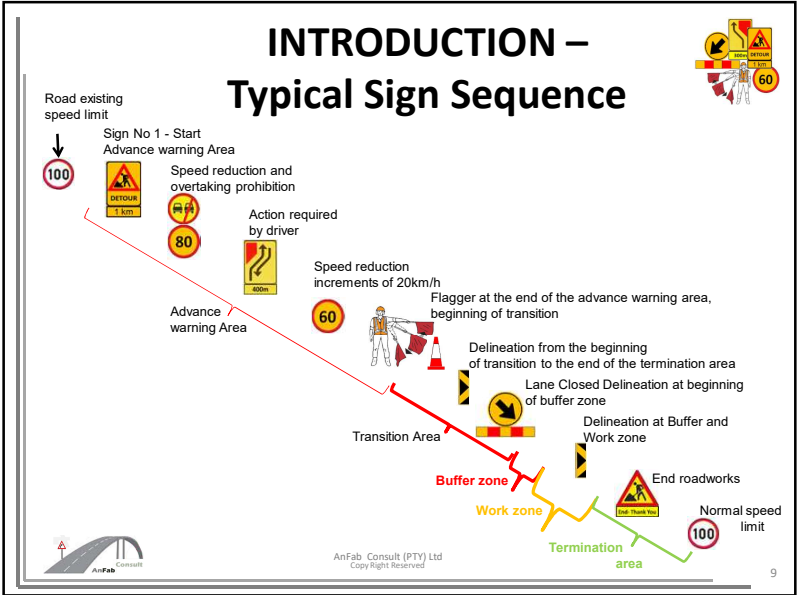 INTRODUCTION –
Typical Sign Sequence
300m
DETOUR
1 km
60
Road existing
speed limit
100
Sign No 1 - Start
Advance warning Area
DETOUR
1 km
Speed reduction and
overtaking prohibition
80
Action required
by driver
400m
Speed reduction
increments of 20km/h
60
Advance
warning Area
Flagger at the end of the advance warning area,
beginning of transition
Delineation from the beginning
of transition to the end of the termination area
Lane Closed Delineation at beginning
of buffer zone
Transition Area
Delineation at Buffer and
Work zone
Buffer zone
End roadworks
End- Thank You
Work zone
Normal speed
limit
100
Termination
area
AnFab Consult
AnFab Consult (PTY) Ltd
Copy Right Reserved
9